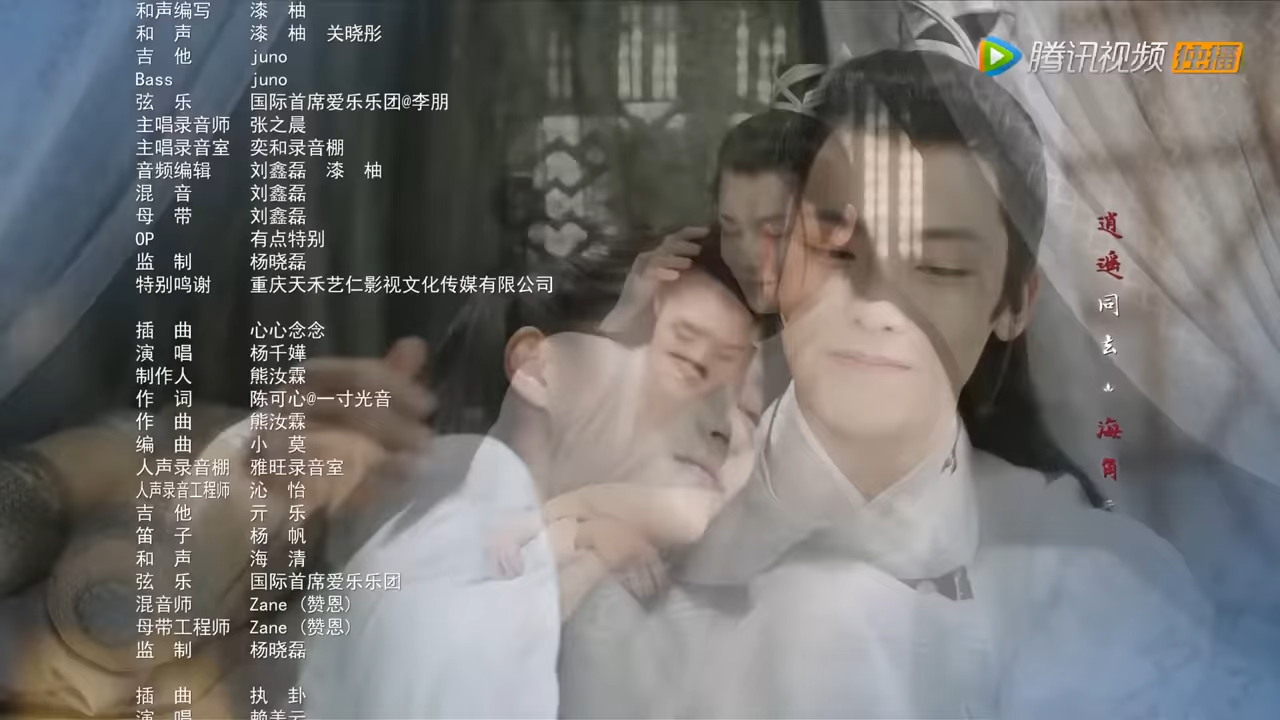 和声编写 漆 柚
和 声 漆 柚 关晓彤
吉 他 juno
Bass juno
弦 乐 国际首席爱乐乐团@李朋
主唱录音师 张之晨
主唱录音室 奕和录音棚
音频编辑 刘鑫磊 漆 柚
混 音 刘鑫磊
母 带 刘鑫磊
OP 有点特别
监 制 杨晓磊
特别鸣谢 重庆天禾艺仁影视文化传媒有限公司
插 曲 心心念念
演 唱 杨千嬅
制作人 熊汝霖
作 词 陈可心@一寸光音
作 曲 熊汝霖
编 曲 小 莫
人声录音棚 雅旺录音室
人声录音工程师 沁 怡
吉 他 亓 乐
笛 子 杨 帆
和 声 海 清
弦 乐 国际首席爱乐乐团
混音师 Zane（赞恩）
母带工程师 Zane（赞恩）
监 制 杨晓磊
插 曲 执 卦
演 唱 赖美云
腾讯视频 独播
逍遥同去 海